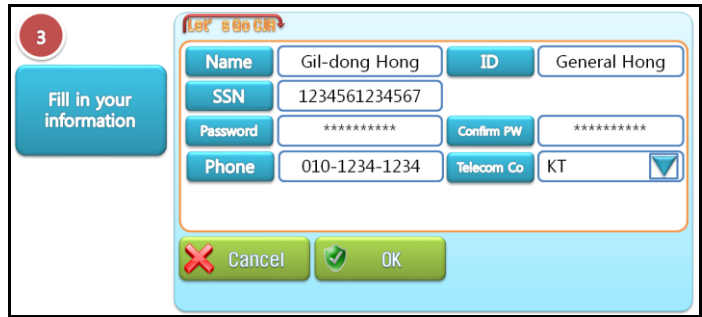 3
Fill in your
information
Let's Go CJR
Name Gil-dong Hong ID General Hong
SSN 1234561234567
Password ********** Confirm PW **********
Phone 010-1234-1234 Telecom Co KT
Cancel OK